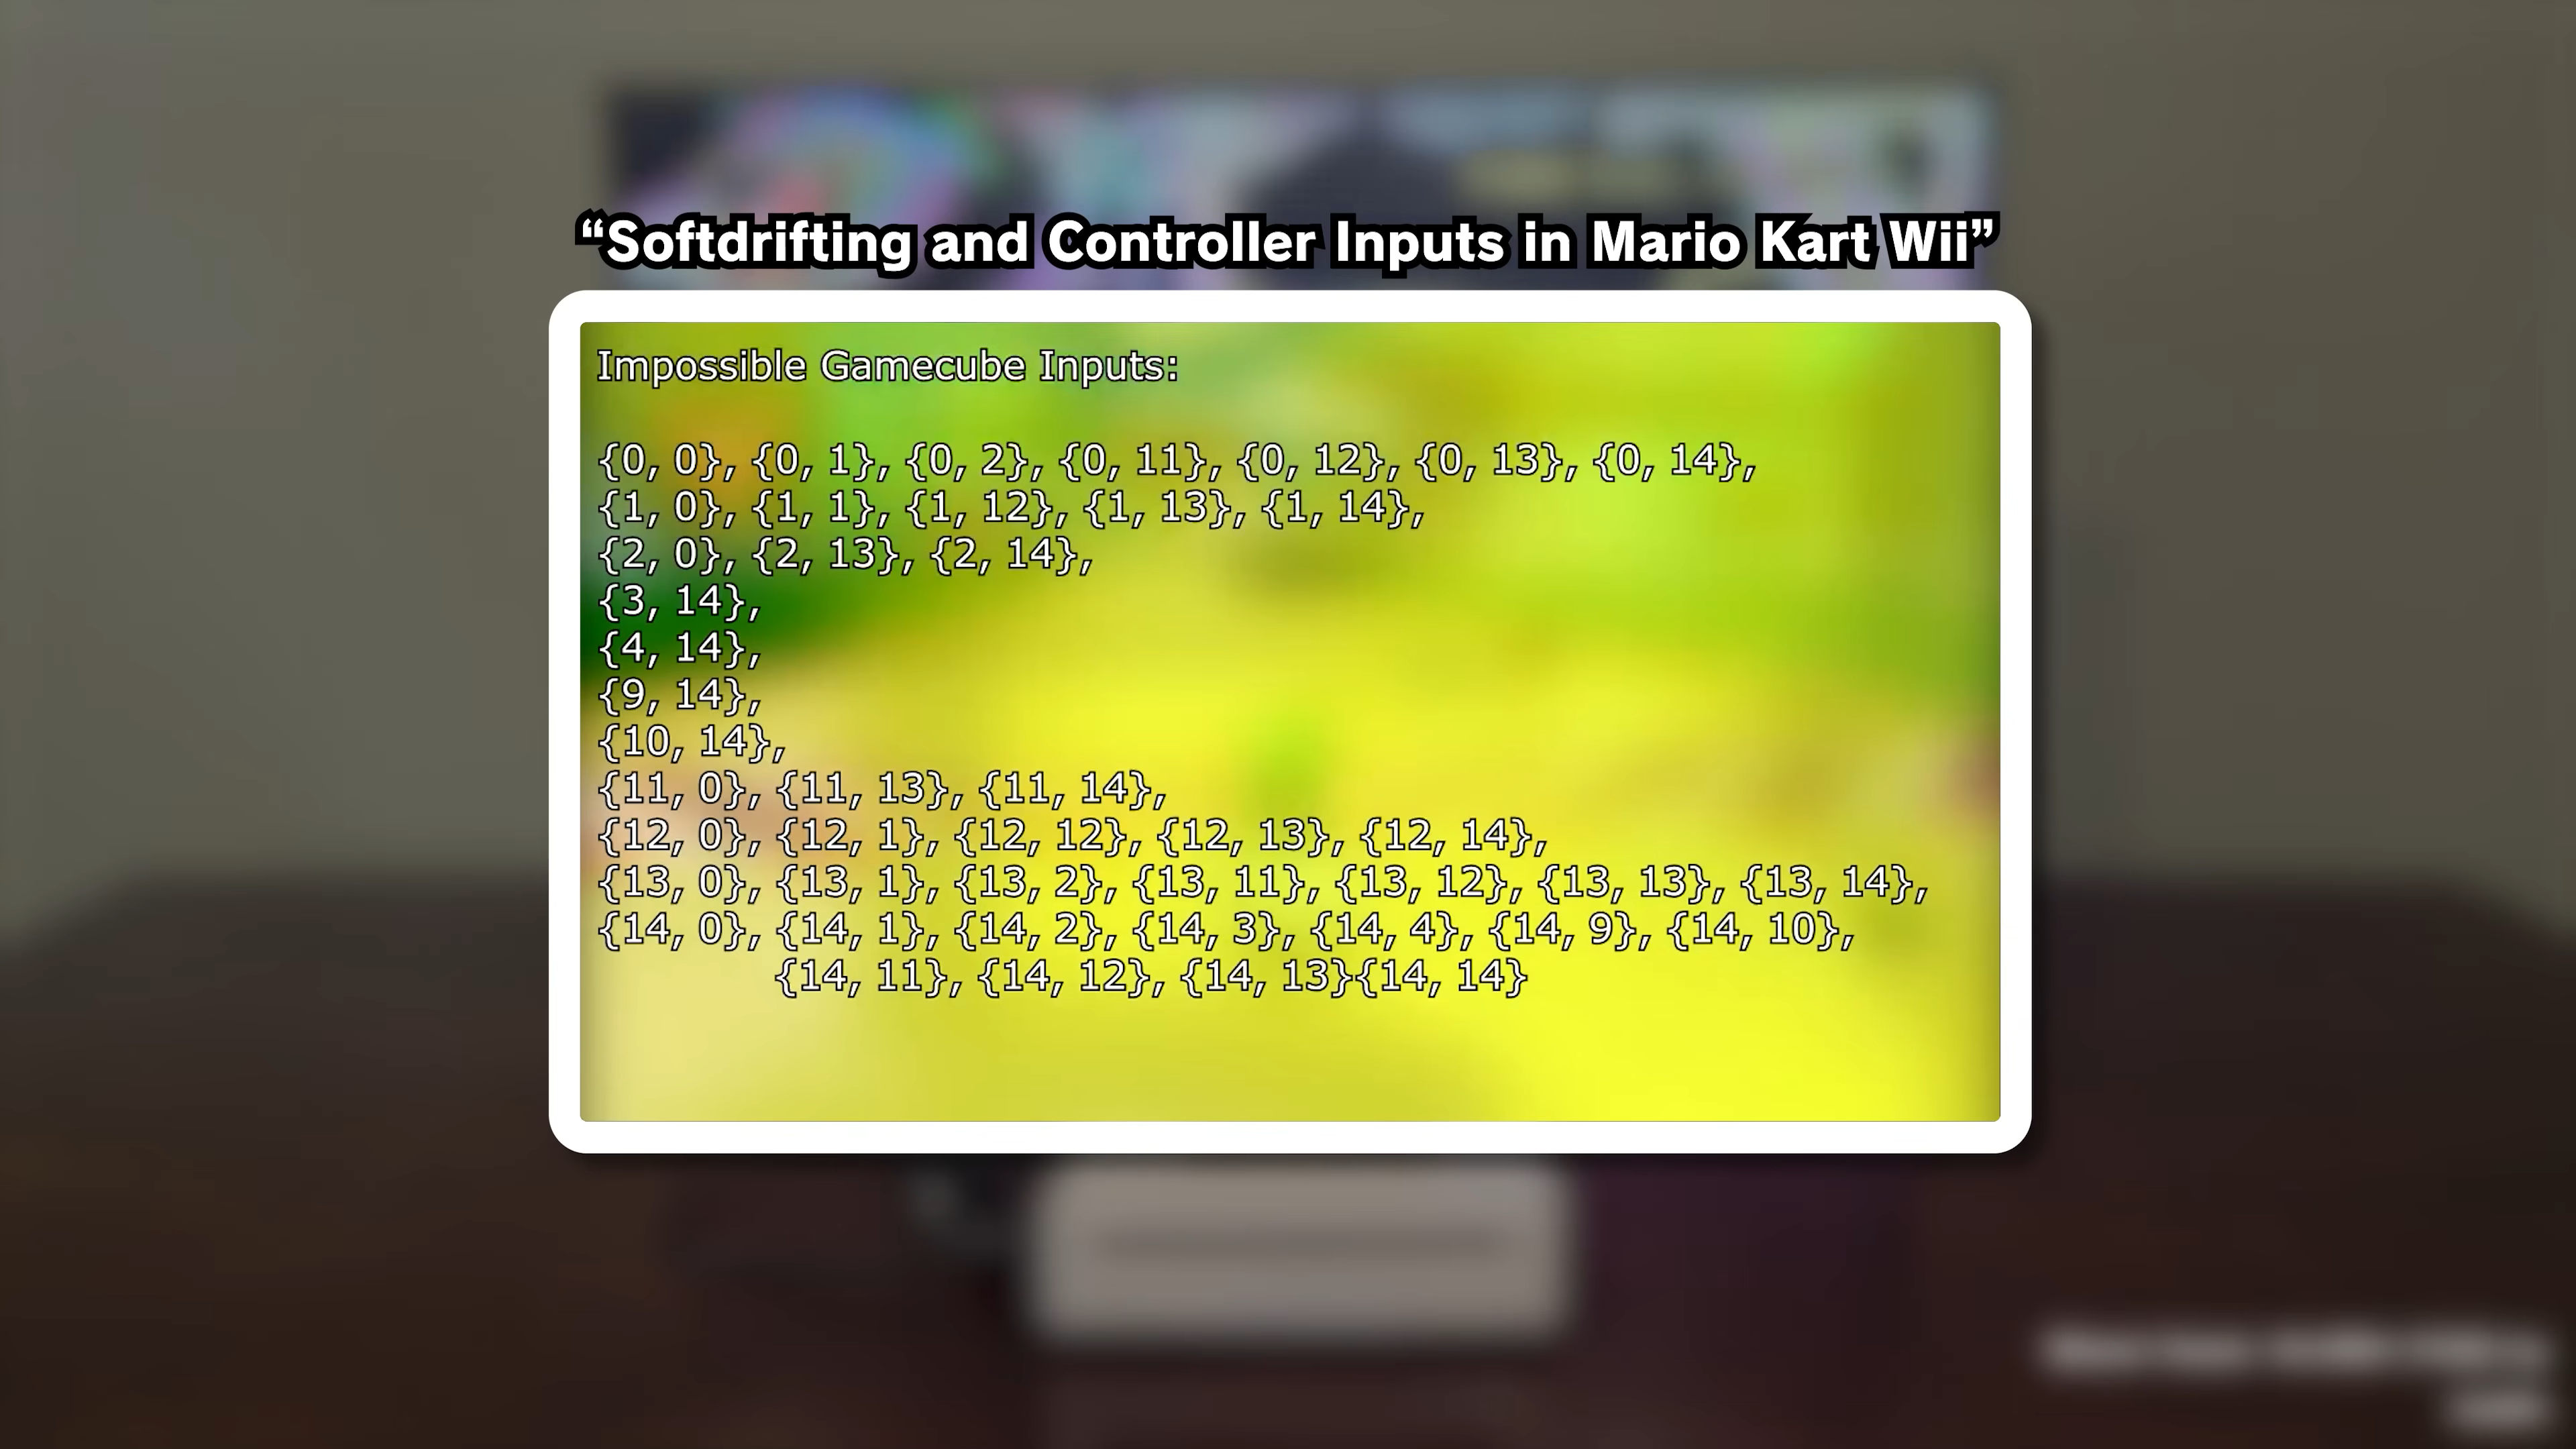 “Softdrifting and Controller Inputs in Mario Kart Wii”
Impossible Gamecube Inputs:
{0, 0}, {0, 1}, {0, 2}, {0, 11}, {0, 12}, {0, 13}, {0, 14},
{1, 0}, {1, 1}, {1, 12}, {1, 13}, {1, 14},
{2, 0}, {2, 13}, {2, 14},
{3, 14},
{4, 14},
{9, 14},
{10, 14},
{11, 0}, {11, 13}, {11, 14},
{12, 0}, {12, 1}, {12, 12}, {12, 13}, {12, 14},
{13, 0}, {13, 1}, {13, 2}, {13, 11}, {13, 12}, {13, 13}, {13, 14},
{14, 0}, {14, 1}, {14, 2}, {14, 3}, {14, 4}, {14, 9}, {14, 10},
{14, 11}, {14, 12}, {14, 13}{14, 14}